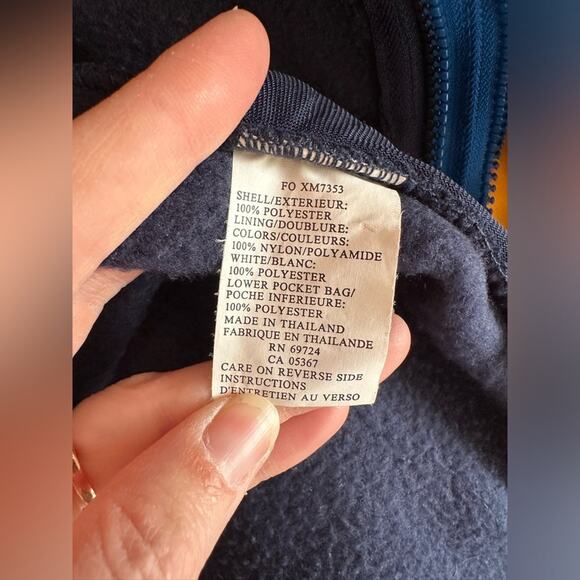 FO XM7353
SHELL/EXTERIEUR:
100% POLYESTER
LINING/DOUBLURE:
COLORS/COULEURS:
100% NYLON/POLYAMIDE
WHITE/BLANC:
100% POLYESTER
LOWER POCKET BAG/
POCHE INFERIEURE:
100% POLYESTER
MADE IN THAILAND
FABRIQUE EN THAILANDE
RN 69724
CA 05367
CARE ON REVERSE SIDE
INSTRUCTIONS
D'ENTRETIEN AU VERSO